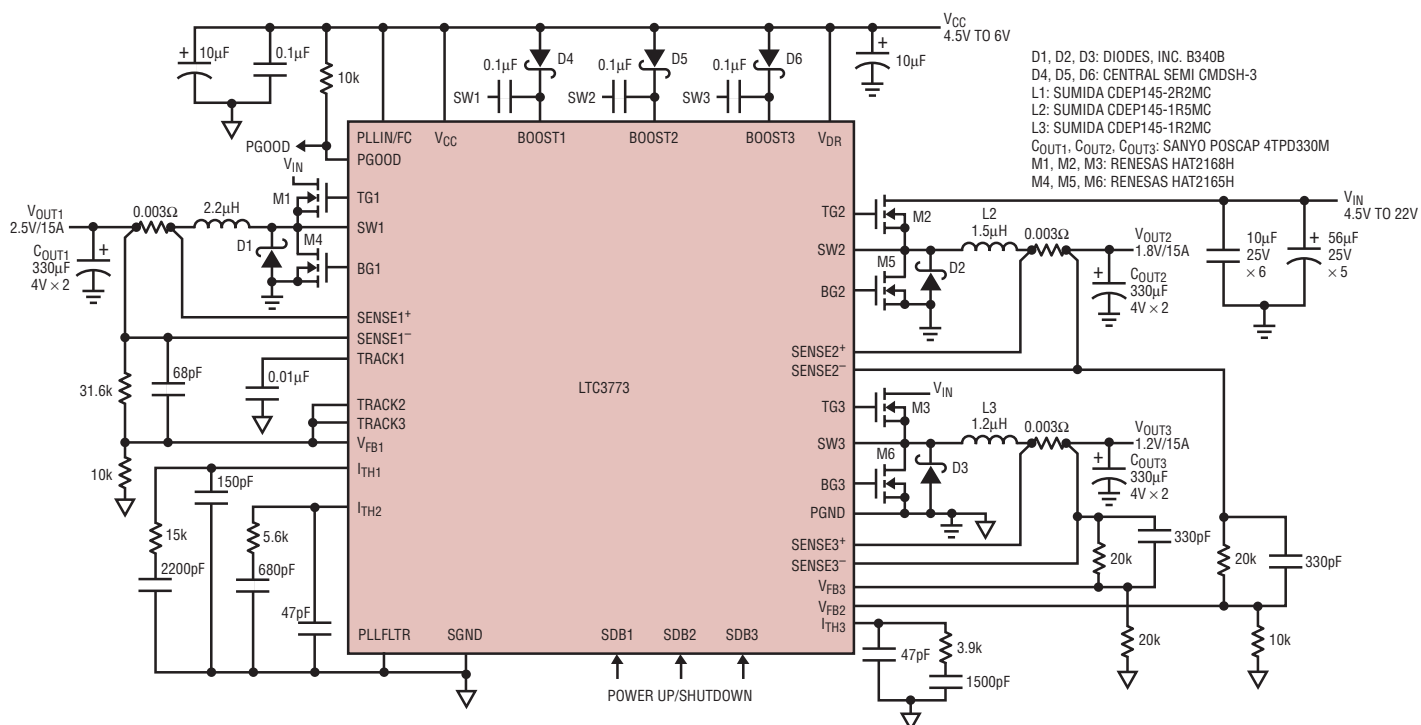 VCC
4.5V TO 6V
10µF
0.1µF
10k
0.1µF
D4
0.1µF
D5
0.1µF
D6
10µF
SW1
SW2
SW3
D1, D2, D3: DIODES, INC. B340B
D4, D5, D6: CENTRAL SEMI CMDSH-3
L1: SUMIDA CDEP145-2R2MC
L2: SUMIDA CDEP145-1R5MC
L3: SUMIDA CDEP145-1R2MC
COUT1, COUT2, COUT3: SANYO POSCAP 4TPD330M
M1, M2, M3: RENESAS HAT2168H
M4, M5, M6: RENESAS HAT2165H
PLLIN/FC
VCC
BOOST1
BOOST2
BOOST3
VDR
PGOOD
PGOOD
VIN
M1
TG1
VOUT1
2.5V/15A
0.003Ω
2.2µH
SW1
COUT1
330µF
4V × 2
D1
M4
BG1
SENSE1+
SENSE1–
TRACK1
31.6k
68pF
0.01µF
TRACK2
TRACK3
VFB1
10k
ITH1
150pF
ITH2
15k
5.6k
2200pF
680pF
47pF
LTC3773
PLLFLTR
SGND
SDB1
SDB2
SDB3
POWER UP/SHUTDOWN
TG2
M2
VIN
4.5V TO 22V
SW2
L2
1.5µH
0.003Ω
VOUT2
1.8V/15A
10µF
25V
× 6
56µF
25V
× 5
M5
D2
BG2
COUT2
330µF
4V × 2
SENSE2+
SENSE2–
TG3
M3
VIN
SW3
L3
1.2µH
0.003Ω
VOUT3
1.2V/15A
M6
D3
BG3
COUT3
330µF
4V × 2
PGND
SENSE3+
SENSE3–
20k
330pF
20k
330pF
VFB3
VFB2
ITH3
47pF
3.9k
1500pF
20k
10k